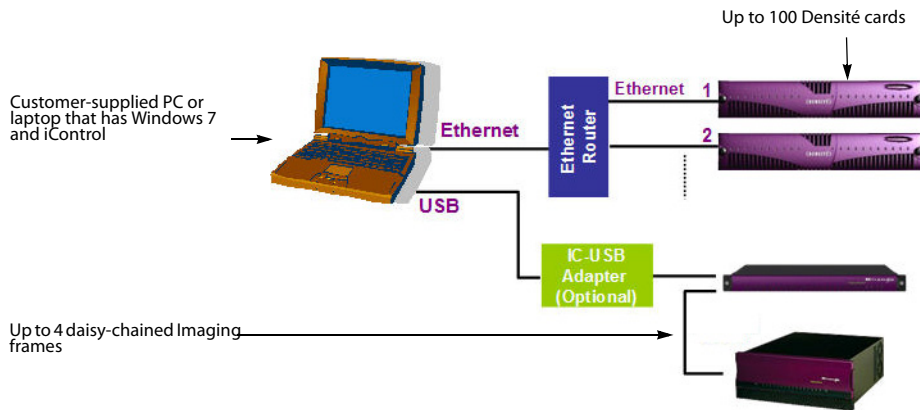 Up to 100 Densité cards
Customer-supplied PC or
laptop that has Windows 7
and iControl
Ethernet
Ethernet
Router
Ethernet 1
2
USB
IC-USB
Adapter
(Optional)
Up to 4 daisy-chained Imaging
frames